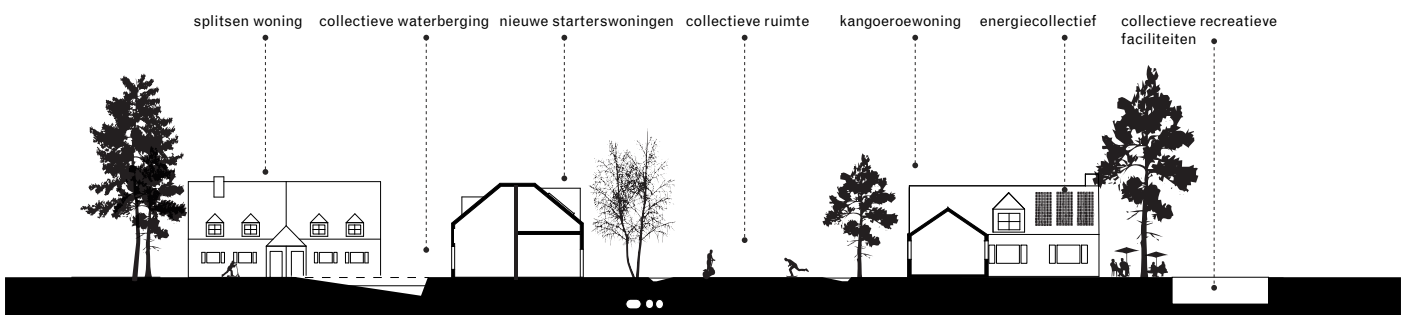 splitsen woning
collectieve waterberging
nieuwe starterswoningen
collectieve ruimte
kangoeroewoning
energiecollectief
collectieve recreatieve
faciliteiten